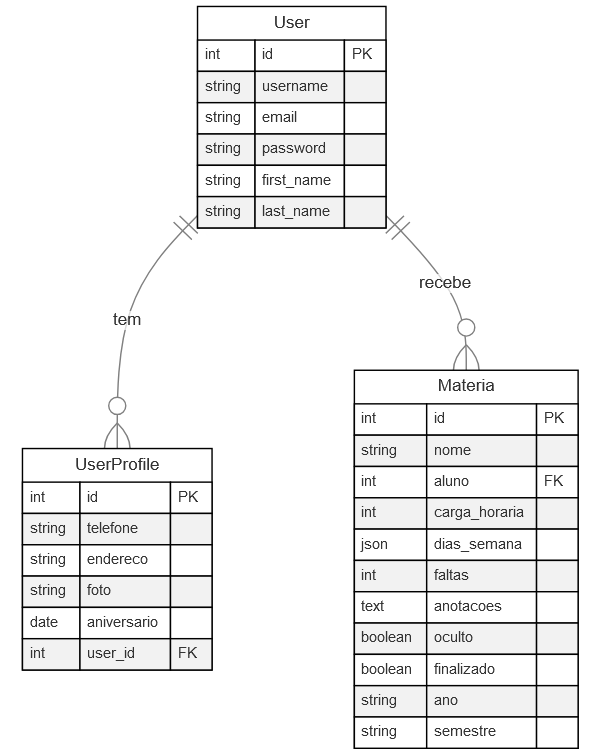 User
int id PK
string username
string email
string password
string first_name
string last_name
recebe
tem
Materia
int id PK
string nome
int aluno FK
int carga_horaria
json dias_semana
int faltas
text anotacoes
boolean oculto
boolean finalizado
string ano
string semestre
UserProfile
int id PK
string telefone
string endereco
string foto
date aniversario
int user_id FK